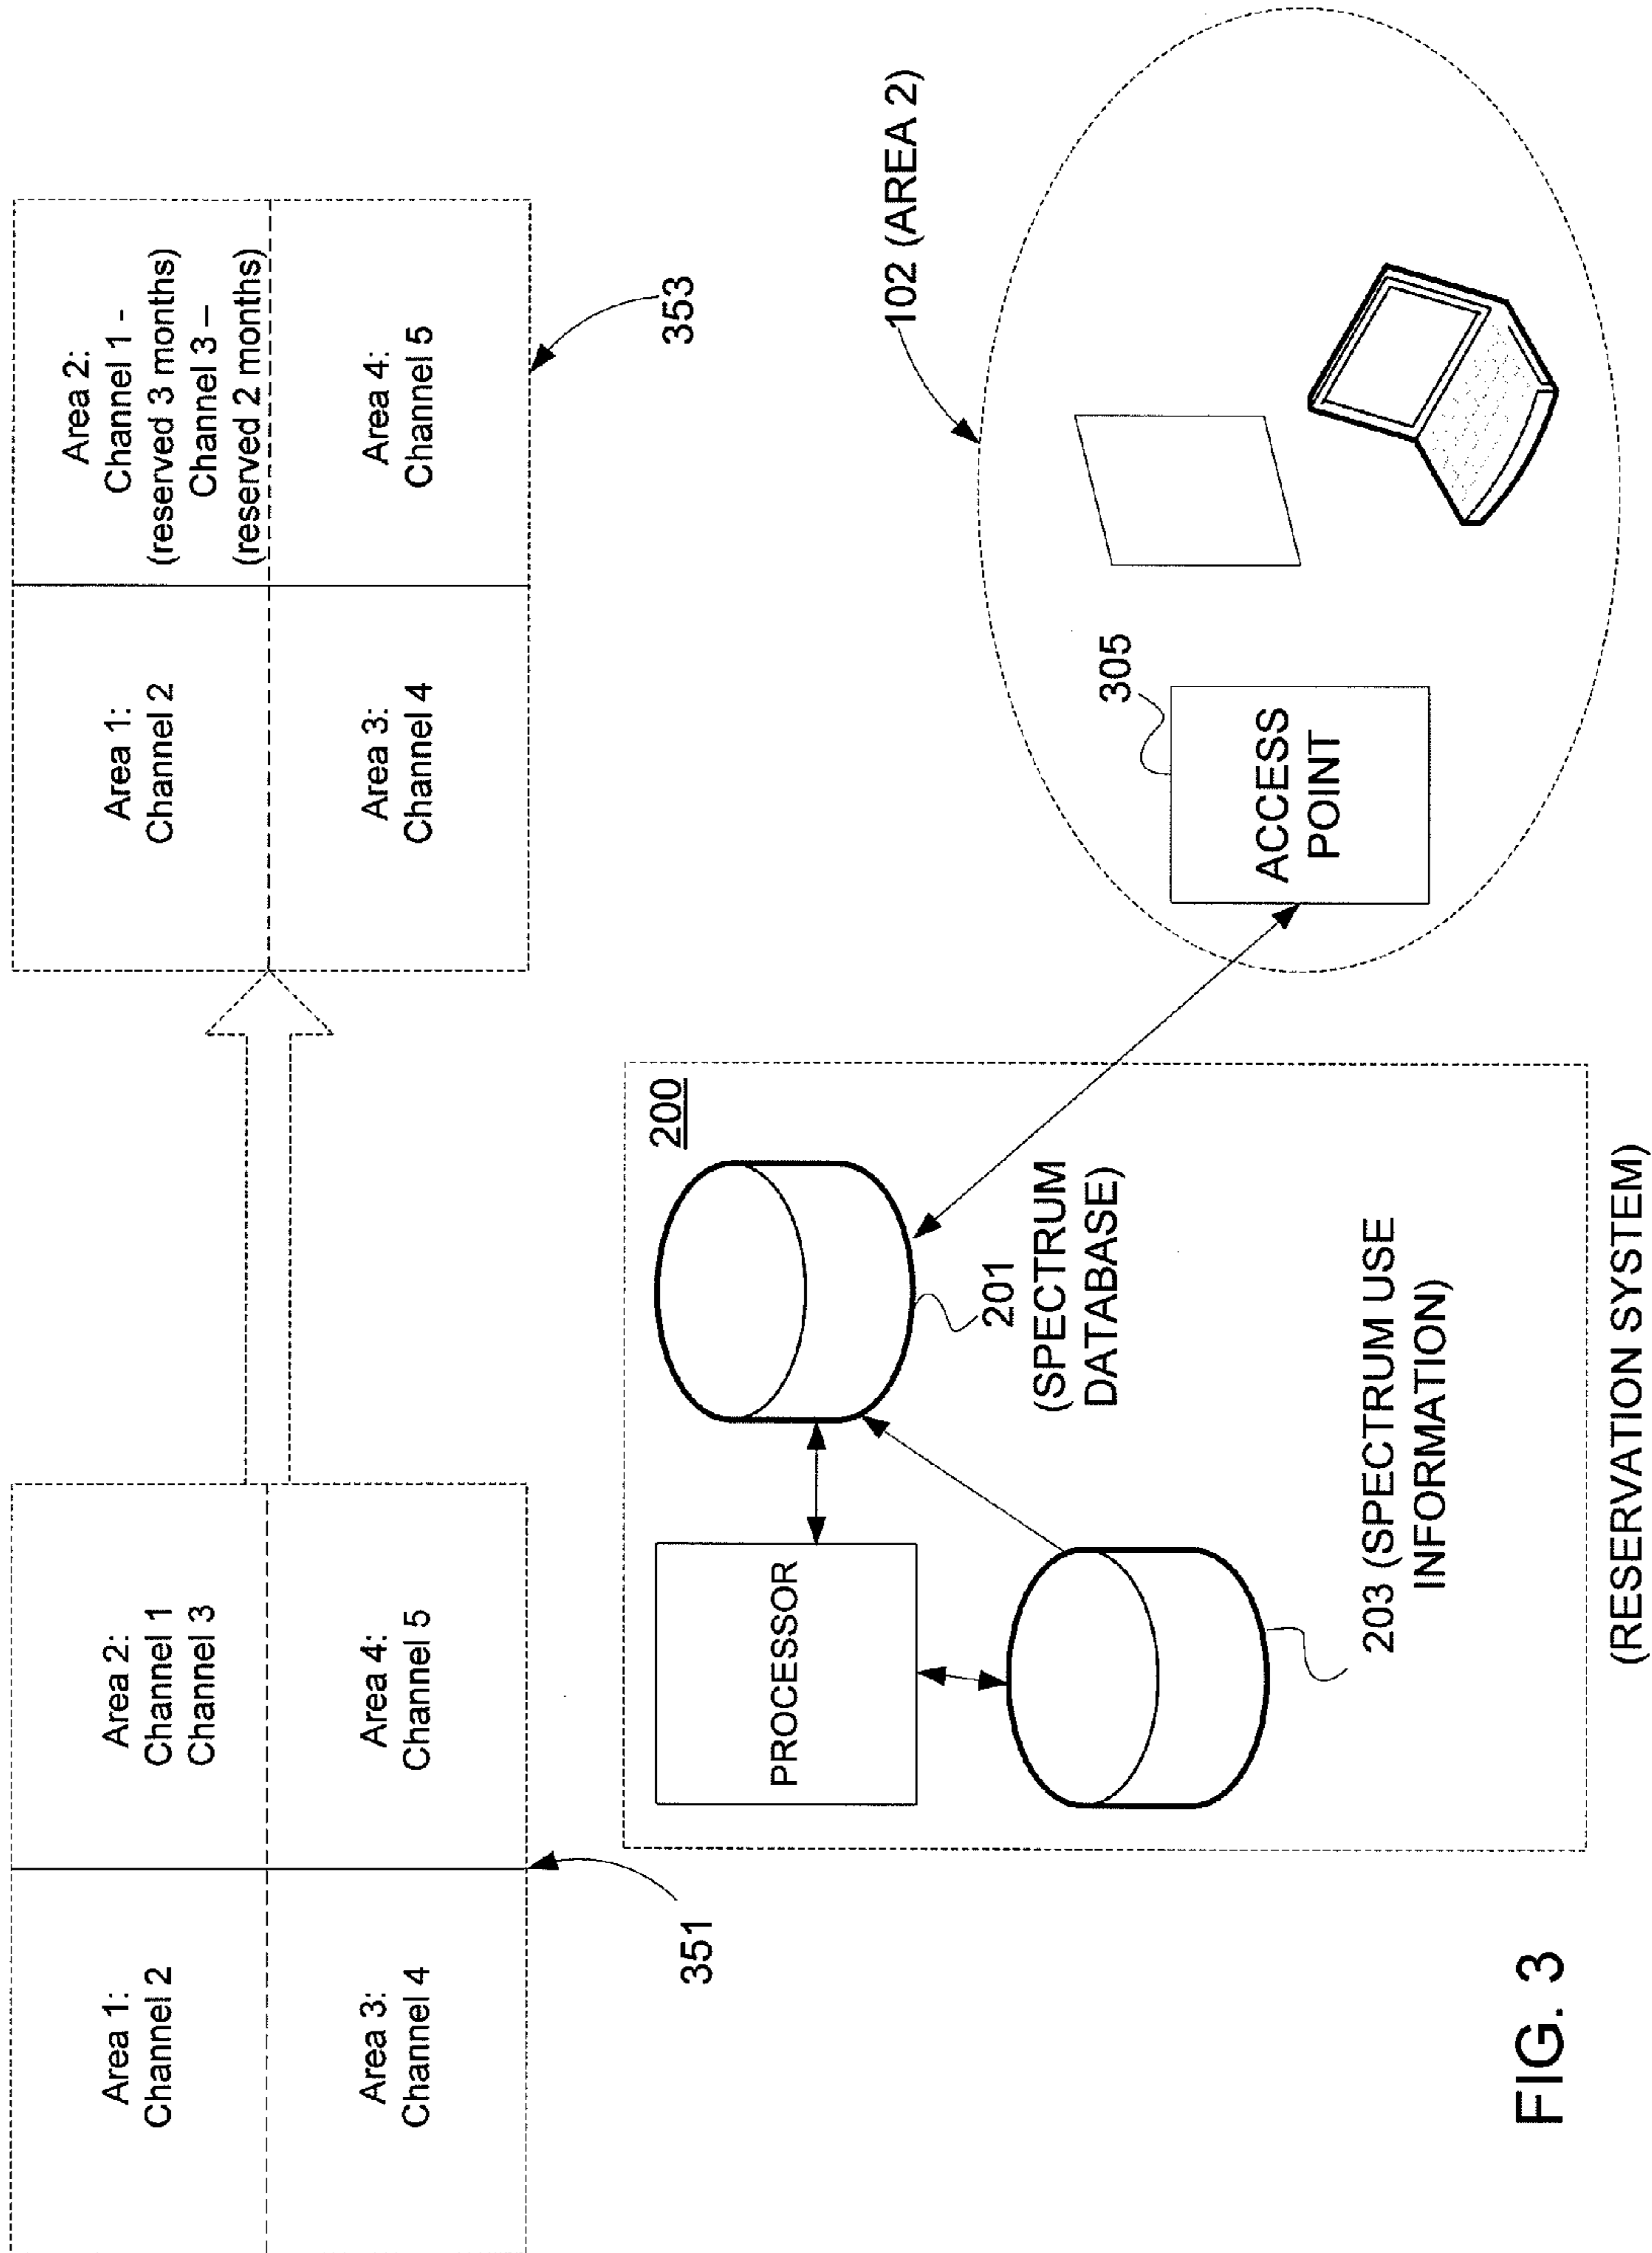 Area 1:
Channel 2
Area 2:
Channel 1
Channel 3
Area 3:
Channel 4
Area 4:
Channel 5
351
Area 1:
Channel 2
Area 2:
Channel 1 -
(reserved 3 months)
Channel 3 –
(reserved 2 months)
Area 3:
Channel 4
Area 4:
Channel 5
353
200
PROCESSOR
201
(SPECTRUM
DATABASE)
203 (SPECTRUM USE
INFORMATION)
(RESERVATION SYSTEM)
102 (AREA 2)
305
ACCESS
POINT
FIG. 3